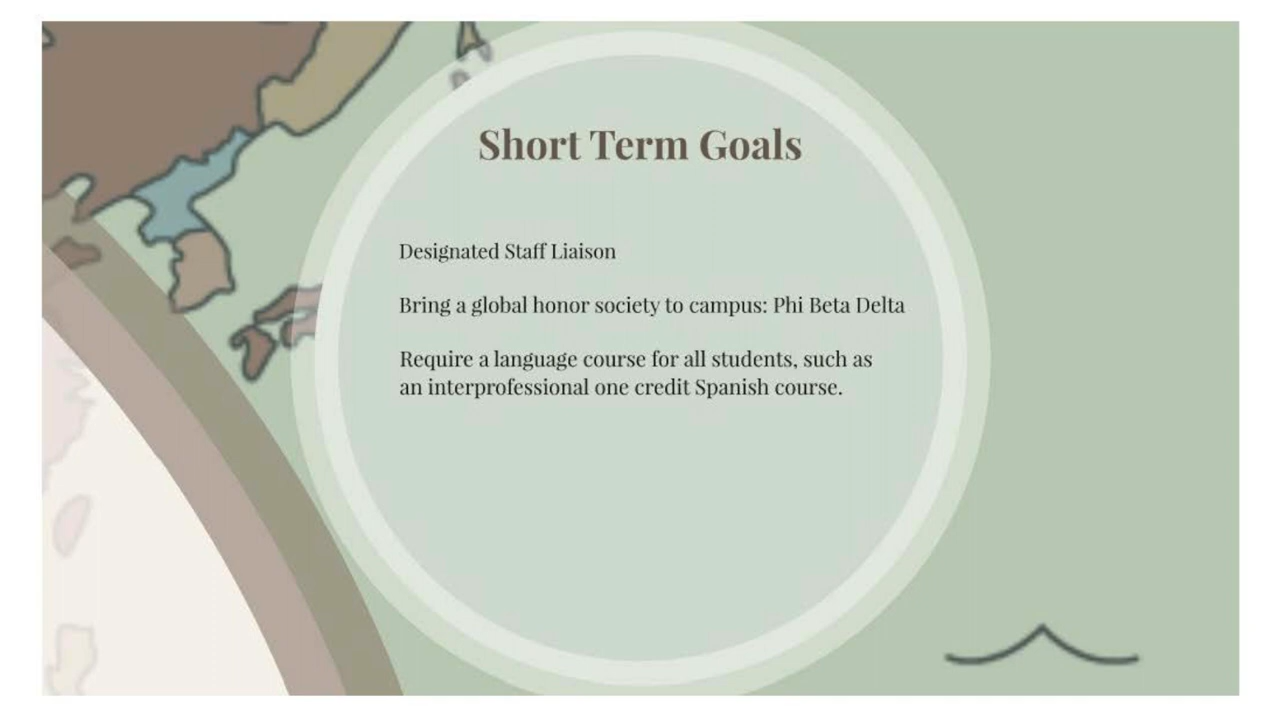 Short Term Goals
Designated Staff Liaison
Bring a global honor society to campus: Phi Beta Delta
Require a language course for all students, such as
an interprofessional one credit Spanish course.